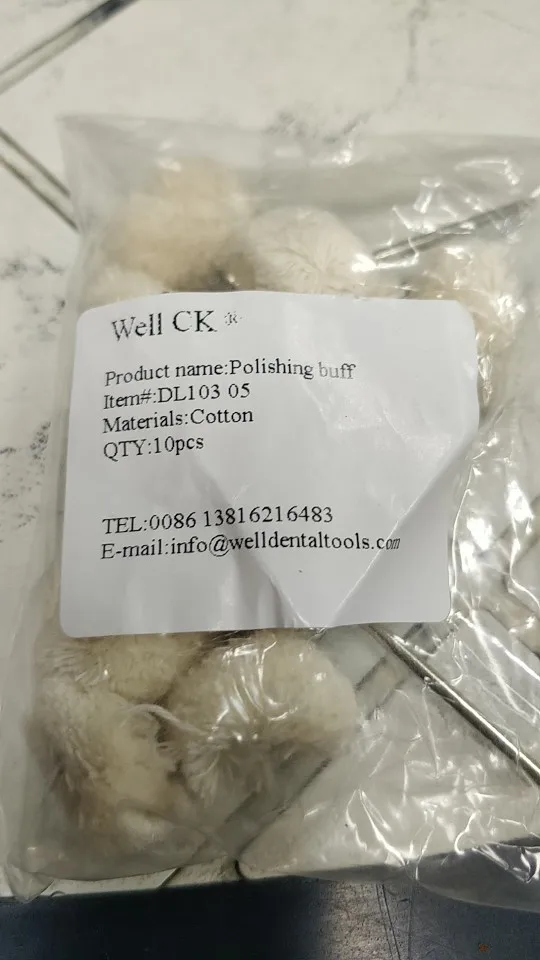 Well CK ®
Product name:Polishing buff
Item#:DL103 05
Materials:Cotton
QTY:10pcs
TEL:0086 13816216483
E-mail:info@welldentaltools.com